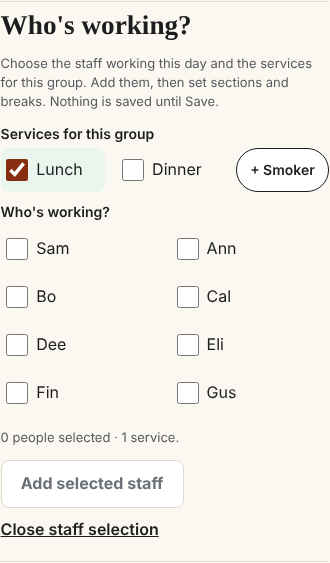 Who's working?
Choose the staff working this day and the services
for this group. Add them, then set sections and
breaks. Nothing is saved until Save.
Services for this group
Lunch Dinner + Smoker
Who's working?
Sam Ann
Bo Cal
Dee Eli
Fin Gus
0 people selected · 1 service.
Add selected staff
Close staff selection